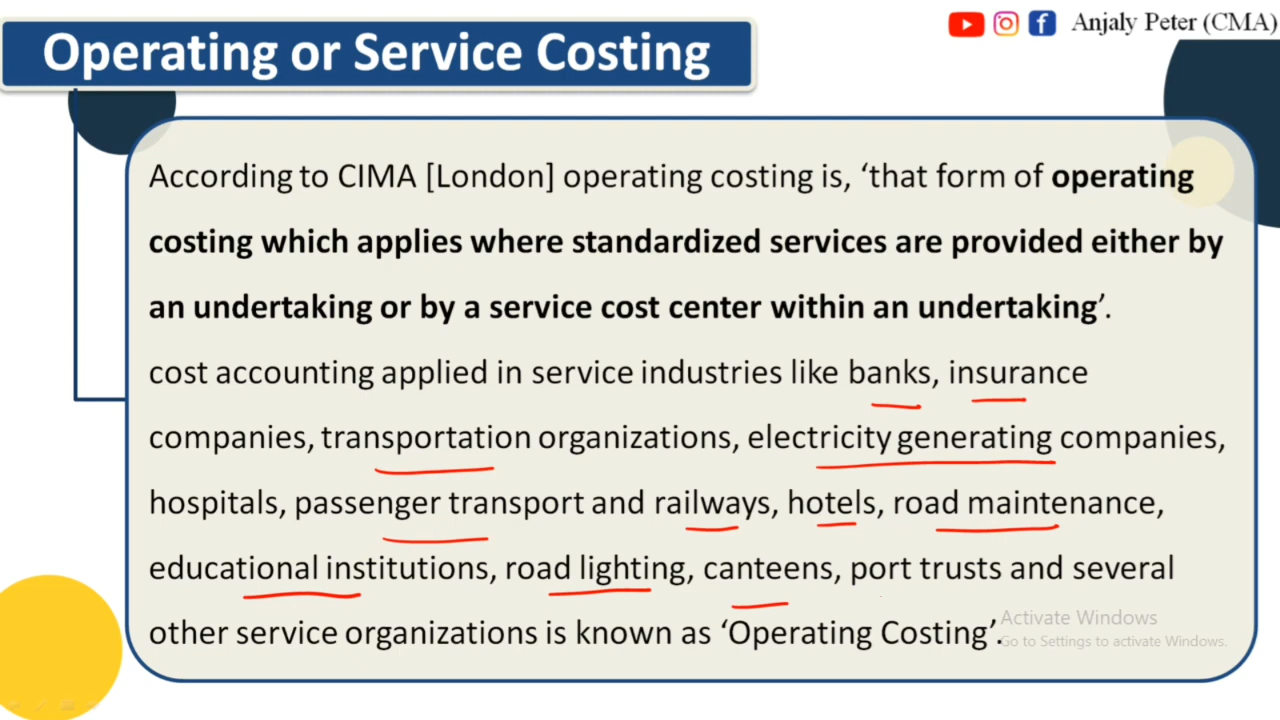 Operating or Service Costing
Anjaly Peter (CMA)
According to CIMA [London] operating costing is, ‘that form of operating
costing which applies where standardized services are provided either by
an undertaking or by a service cost center within an undertaking’.
cost accounting applied in service industries like banks, insurance
companies, transportation organizations, electricity generating companies,
hospitals, passenger transport and railways, hotels, road maintenance,
educational institutions, road lighting, canteens, port trusts and several
other service organizations is known as ‘Operating Costing’.
Activate Windows
Go to Settings to activate Windows.